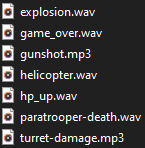 explosion.wav
game_over.wav
gunshot.mp3
helicopter.wav
hp_up.wav
paratrooper-death.wav
turret-damage.mp3